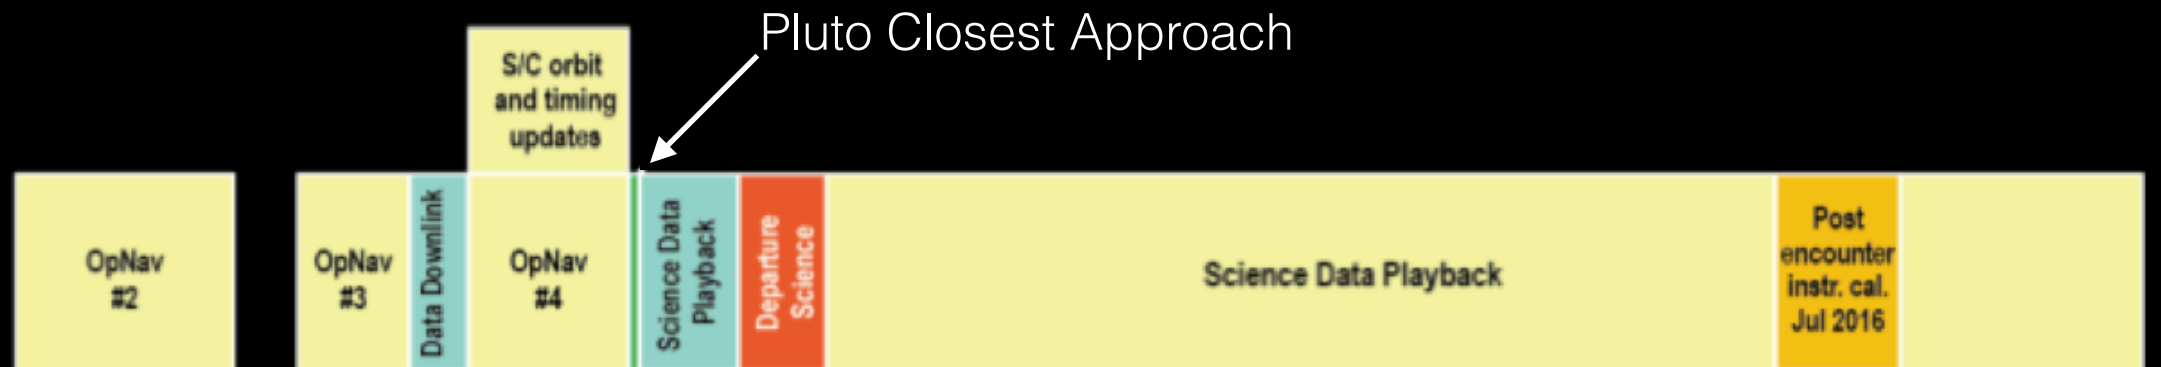 Pluto Closest Approach
S/C orbit
and timing
updates
OpNav
#2
OpNav
#3
Data Downlink
OpNav
#4
Science Data
Playback
Departure
Science
Science Data Playback
Post
encounter
instr. cal.
Jul 2016